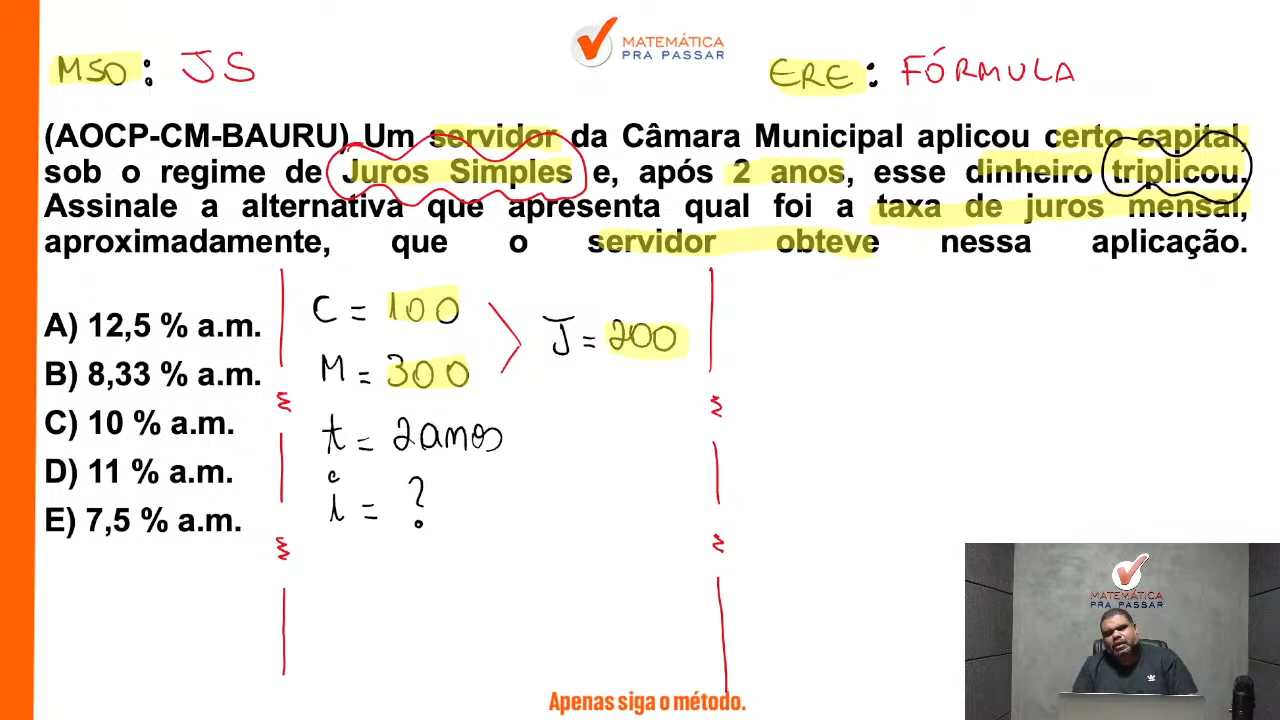 MATEMÁTICA
PRA PASSAR
MSO: JS
ERE: FÓRMULA
(AOCP-CM-BAURU) Um servidor da Câmara Municipal aplicou certo capital,
sob o regime de Juros Simples e, após 2 anos, esse dinheiro triplicou.
Assinale a alternativa que apresenta qual foi a taxa de juros mensal,
aproximadamente, que o servidor obteve nessa aplicação.
A) 12,5 % a.m.
B) 8,33 % a.m.
C) 10 % a.m.
D) 11 % a.m.
E) 7,5 % a.m.
C = 100
M = 300
J = 200
t = 2 anos
i = ?
MATEMÁTICA
PRA PASSAR
Apenas siga o método.